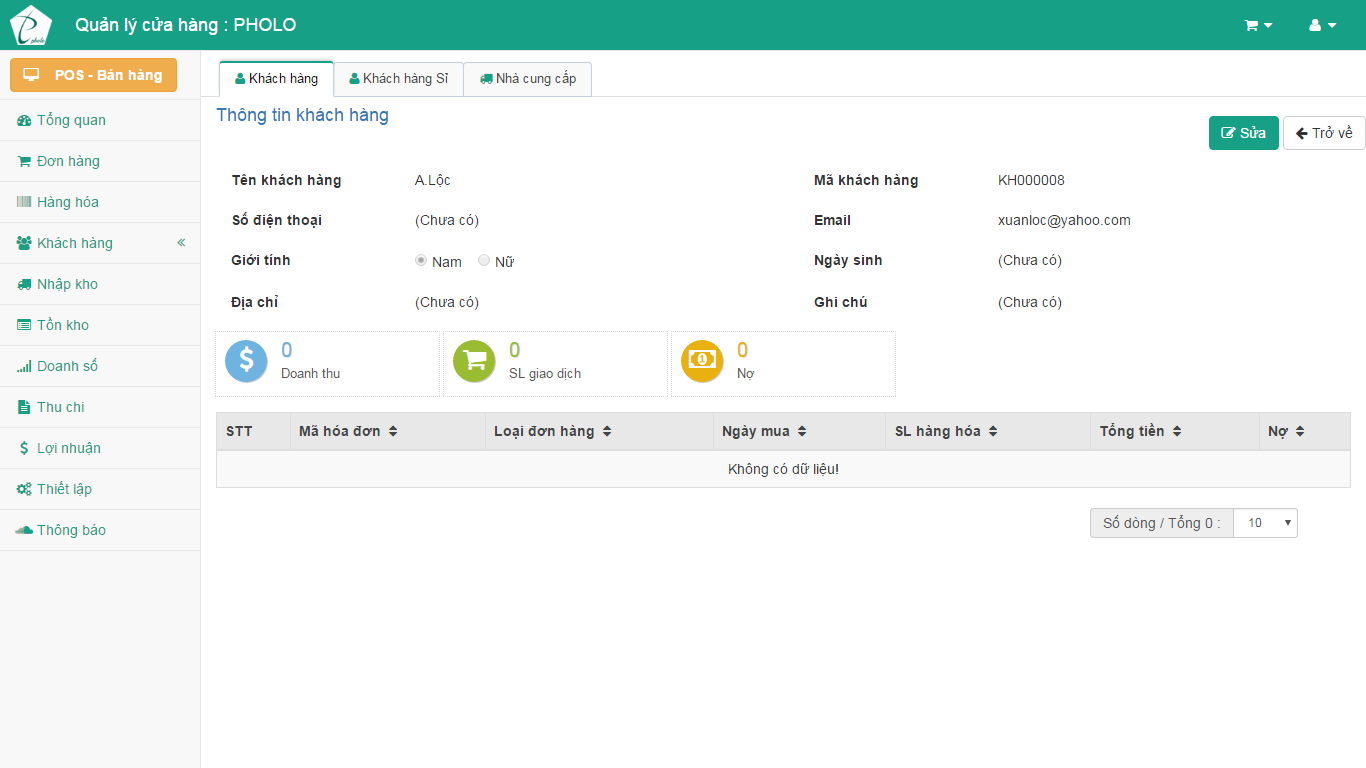 pholo
Quản lý cửa hàng : PHOLO
POS - Bán hàng
Tổng quan
Đơn hàng
Hàng hóa
Khách hàng
Nhập kho
Tồn kho
Doanh số
Thu chi
Lợi nhuận
Thiết lập
Thông báo
Khách hàng Khách hàng Sỉ Nhà cung cấp
Thông tin khách hàng
Sửa Trở về
Tên khách hàng A.Lộc Mã khách hàng KH000008
Số điện thoại (Chưa có) Email xuanloc@yahoo.com
Giới tính Nam Nữ Ngày sinh (Chưa có)
Địa chỉ (Chưa có) Ghi chú (Chưa có)
0 0 0
Doanh thu SL giao dịch Nợ
STT Mã hóa đơn Loại đơn hàng Ngày mua SL hàng hóa Tổng tiền Nợ
Không có dữ liệu!
Số dòng / Tổng 0 : 10